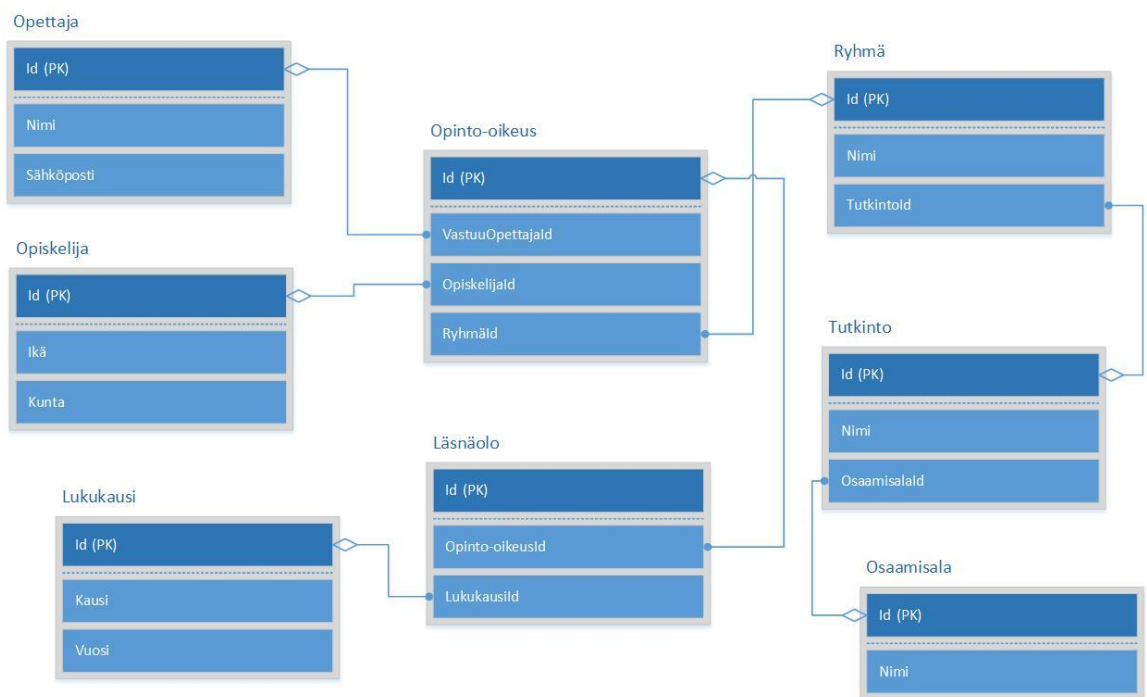 Opettaja
Id (PK)
Nimi
Sähköposti
Opiskelija
Id (PK)
Ikä
Kunta
Lukukausi
Id (PK)
Kausi
Vuosi
Opinto-oikeus
Id (PK)
VastuuOpettajaId
OpiskelijaId
RyhmäId
Läsnäolo
Id (PK)
Opinto-oikeusId
LukukausiId
Ryhmä
Id (PK)
Nimi
TutkintoId
Tutkinto
Id (PK)
Nimi
OsaamisalaId
Osaamisala
Id (PK)
Nimi